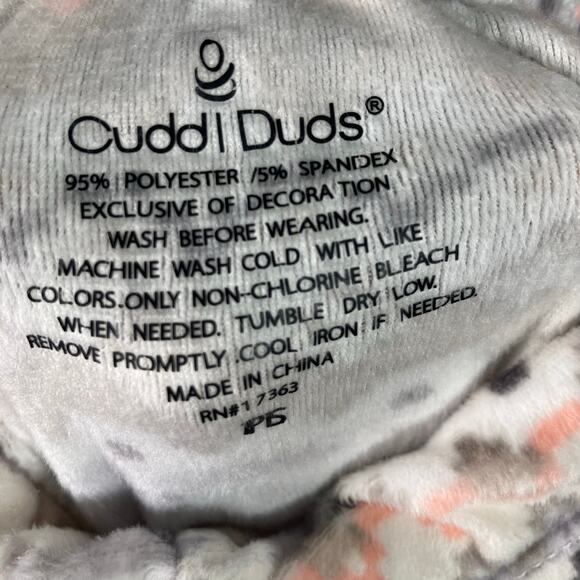 Cuddl Duds®
95% POLYESTER /5% SPANDEX
EXCLUSIVE OF DECORATION
WASH BEFORE WEARING.
MACHINE WASH COLD WITH LIKE
COLORS.ONLY NON-CHLORINE BLEACH
WHEN NEEDED. TUMBLE DRY LOW.
REMOVE PROMPTLY. COOL IRON IF NEEDED.
MADE IN CHINA
RN#17363